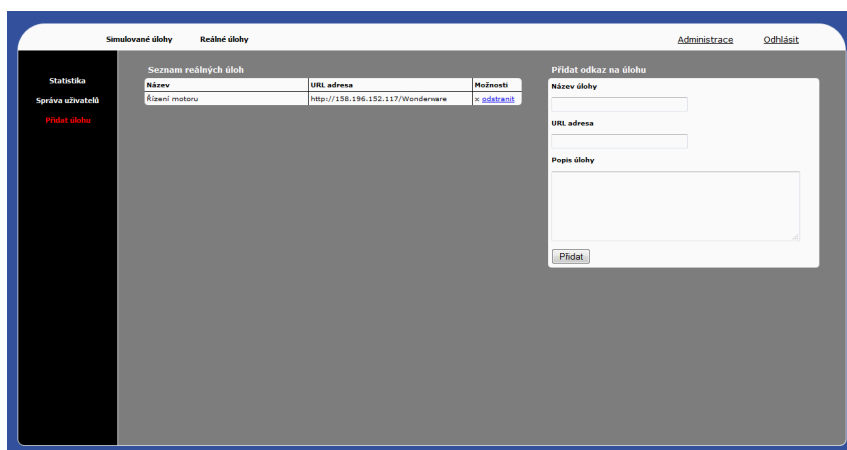 Simulované úlohy Reálné úlohy Administrace Odhlásit
Statistika
Správa uživatelů
Přidat úlohu
Seznam reálných úloh
Název URL adresa Možnosti
Řízení motoru http://158.196.152.117/Wonderware x odstranit
Přidat odkaz na úlohu
Název úlohy
URL adresa
Popis úlohy
Přidat